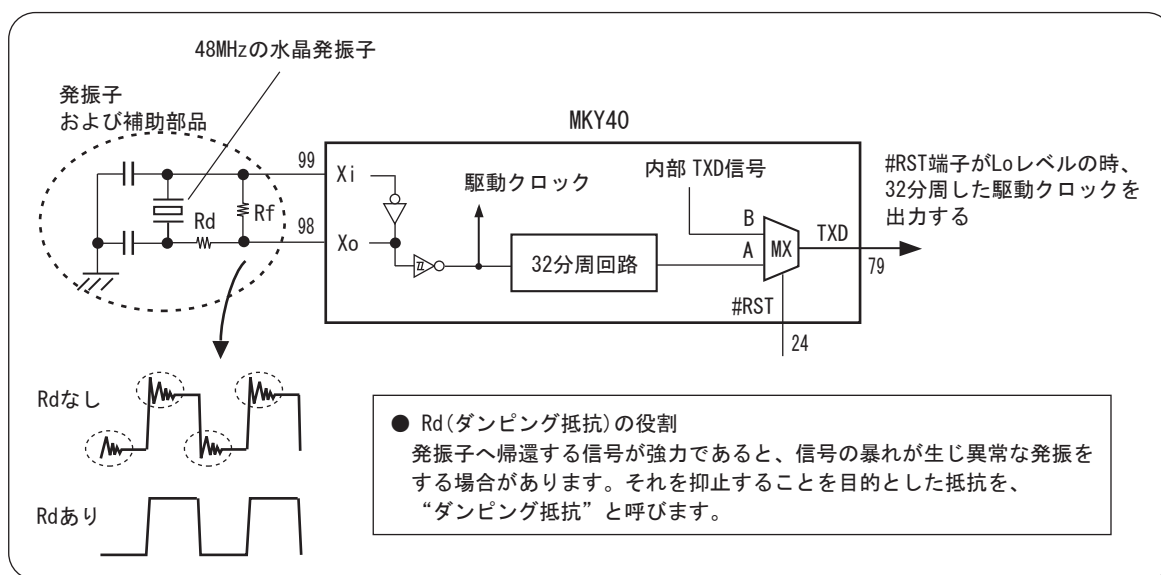 48MHzの水晶発振子
発振子
および補助部品
MKY40
99
Xi
駆動クロック
内部 TXD信号
#RST端子がLoレベルの時、
32分周した駆動クロックを
出力する
Rd
Rf
98
Xo
32分周回路
B
A
MX
TXD
79
#RST
24
Rdなし
Rdあり
● Rd(ダンピング抵抗)の役割
発振子へ帰還する信号が強力であると、信号の暴れが生じ異常な発振を
する場合があります。それを抑止することを目的とした抵抗を、
“ダンピング抵抗”と呼びます。